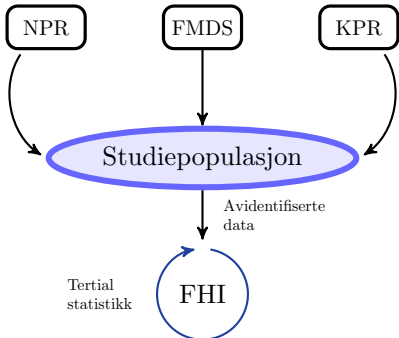 NPR
FMDS
KPR
Studiepopulasjon
Avidentifiserte
data
Tertial
statistikk
FHI